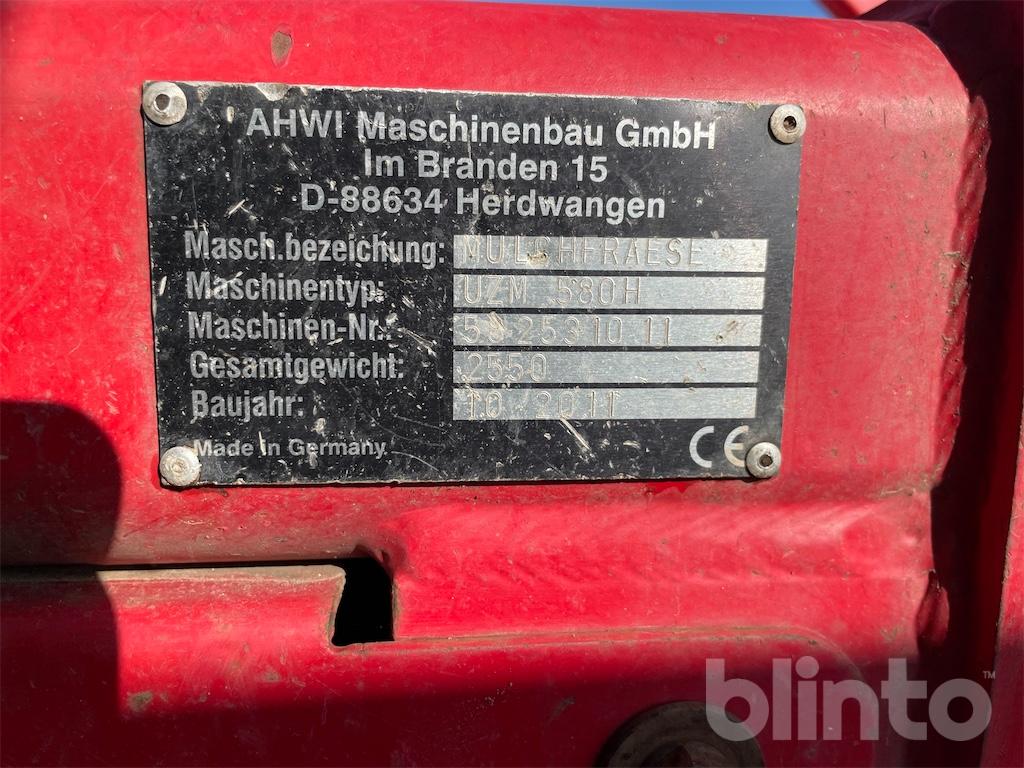 AHWI Maschinenbau GmbH
Im Branden 15
D-88634 Herdwangen
Masch.bezeichung: MULCHFRAESE
Maschinentyp: UZM 580H
Maschinen-Nr.:
Gesamtgewicht: 2550
Baujahr: 10 2011
Made in Germany
CE
blinto™